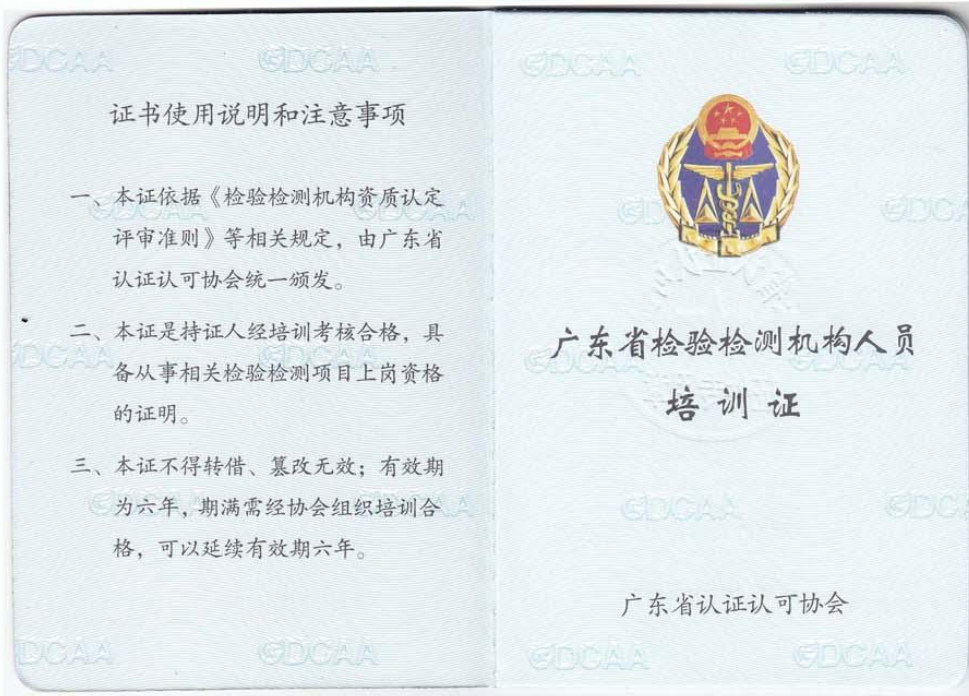 证书使用说明和注意事项
一、本证依据《检验检测机构资质认定
评审准则》等相关规定，由广东省
认证认可协会统一颁发。
二、本证是持证人经培训考核合格，具
备从事相关检验检测项目上岗资格
的证明。
三、本证不得转借、篡改无效；有效期
为六年，期满需经协会组织培训合
格，可以延续有效期六年。
广东省检验检测机构人员
培训证
广东省认证认可协会
GDCAA GDCAA GDCAA GDCAA